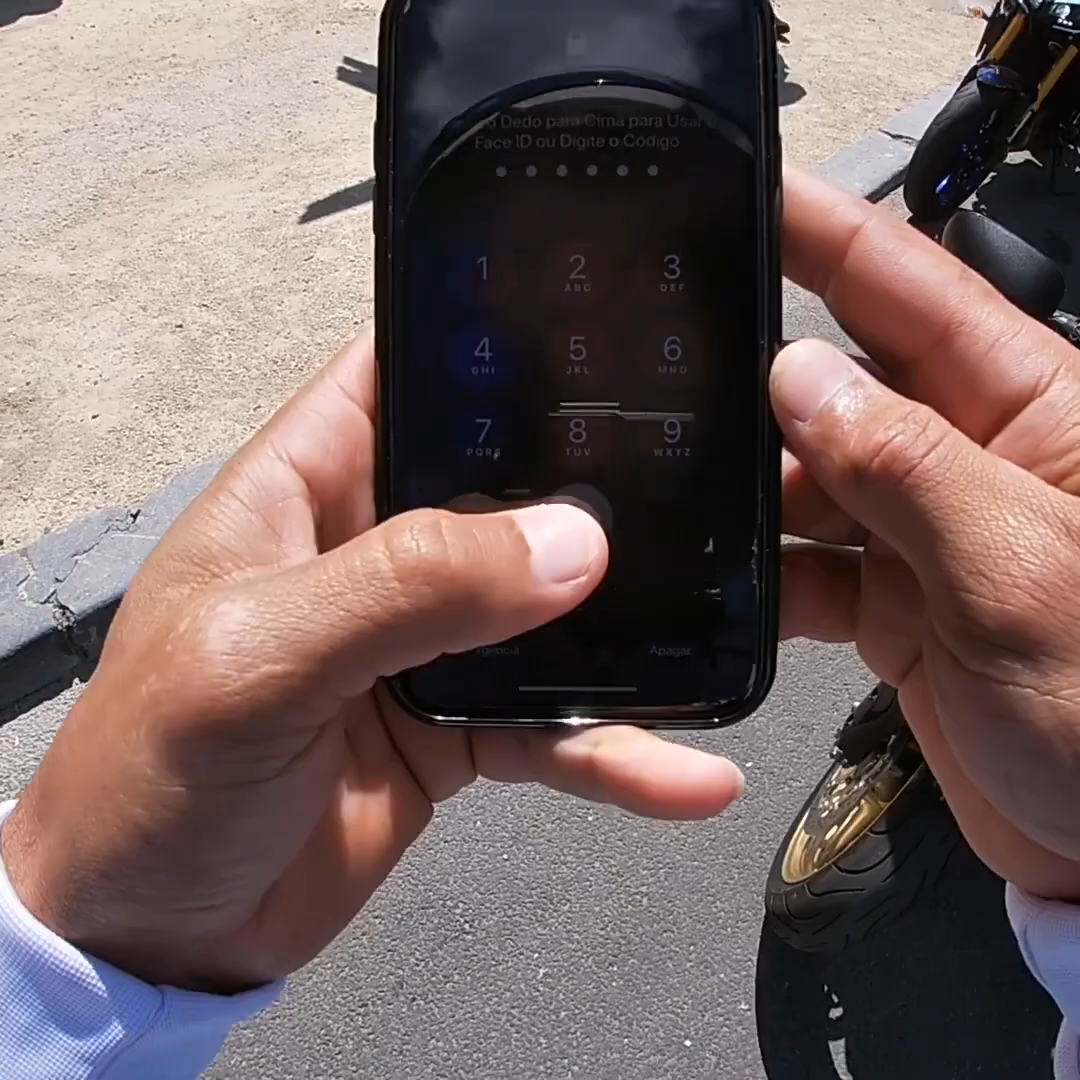 o Dedo para Cima para Usar o
Face ID ou Digite o Código
1 2 3
ABC DEF
4 5 6
GHI JKL MNO
7 8 9
PQRS TUV WXYZ
Apagar